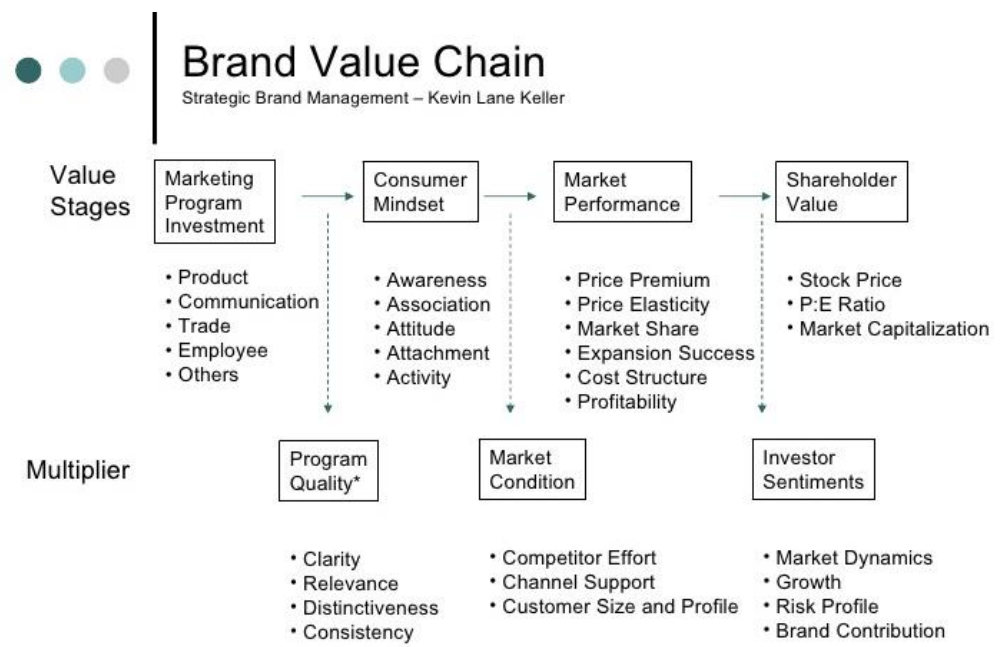 Brand Value Chain
Strategic Brand Management – Kevin Lane Keller
Value
Stages
Marketing
Program
Investment
Consumer
Mindset
Market
Performance
Shareholder
Value
• Product
• Communication
• Trade
• Employee
• Others
• Awareness
• Association
• Attitude
• Attachment
• Activity
• Price Premium
• Price Elasticity
• Market Share
• Expansion Success
• Cost Structure
• Profitability
• Stock Price
• P:E Ratio
• Market Capitalization
Multiplier
Program
Quality*
Market
Condition
Investor
Sentiments
• Clarity
• Relevance
• Distinctiveness
• Consistency
• Competitor Effort
• Channel Support
• Customer Size and Profile
• Market Dynamics
• Growth
• Risk Profile
• Brand Contribution